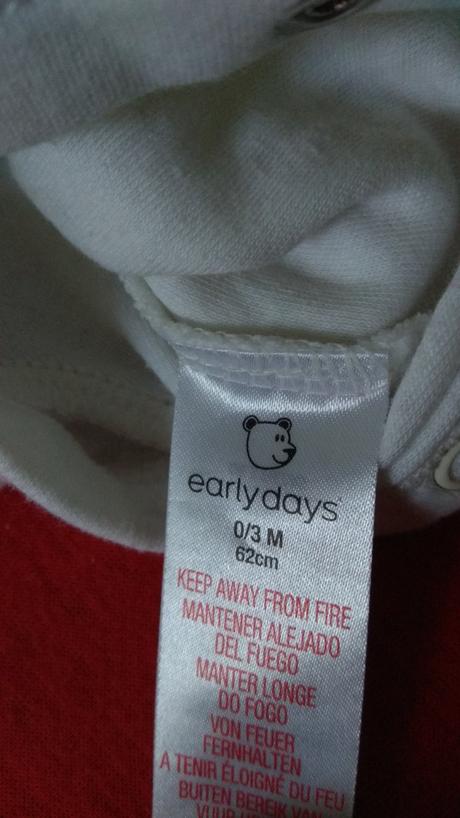 earlydays
0/3 M
62cm
KEEP AWAY FROM FIRE
MANTENER ALEJADO
DEL FUEGO
MANTER LONGE
DO FOGO
VON FEUER
FERNHALTEN
A TENIR ÉLOIGNÉ DU FEU
BUITEN BEREIK VAN
VUUR